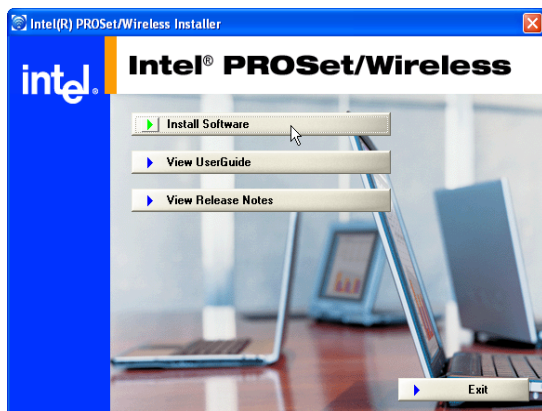 Intel(R) PROSet/Wireless Installer
intel®
Intel® PROSet/Wireless
Install Software
View UserGuide
View Release Notes
Exit